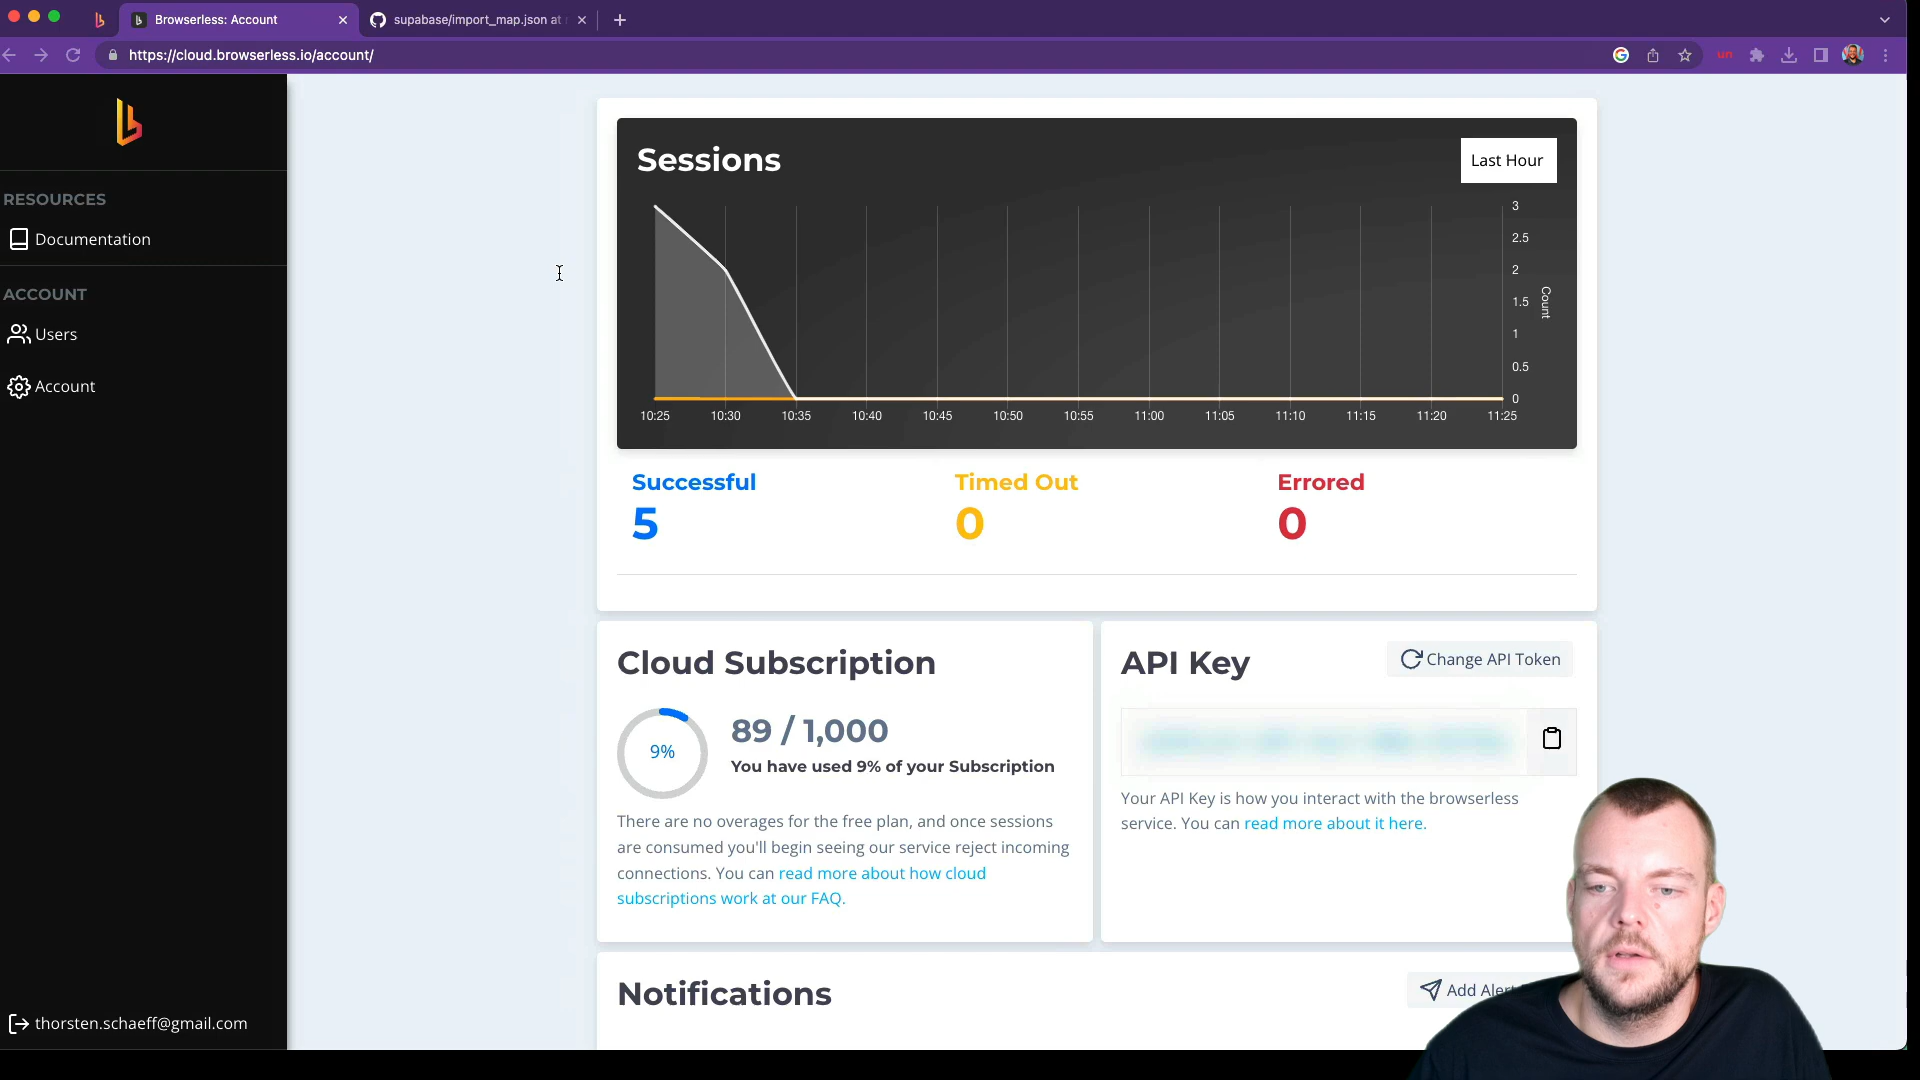 Browserless: Account
supabase/import_map.json at
https://cloud.browserless.io/account/
un
RESOURCES
Documentation
ACCOUNT
Users
Account
thorsten.schaeff@gmail.com
Sessions
Last Hour
3
2.5
2
1.5
1
0.5
0
Count
10:25 10:30 10:35 10:40 10:45 10:50 10:55 11:00 11:05 11:10 11:15 11:20 11:25
Successful
5
Timed Out
0
Errored
0
Cloud Subscription
9%
89 / 1,000
You have used 9% of your Subscription
There are no overages for the free plan, and once sessions
are consumed you'll begin seeing our service reject incoming
connections. You can read more about how cloud
subscriptions work at our FAQ.
API Key
Change API Token
Your API Key is how you interact with the browserless
service. You can read more about it here.
Notifications
Add